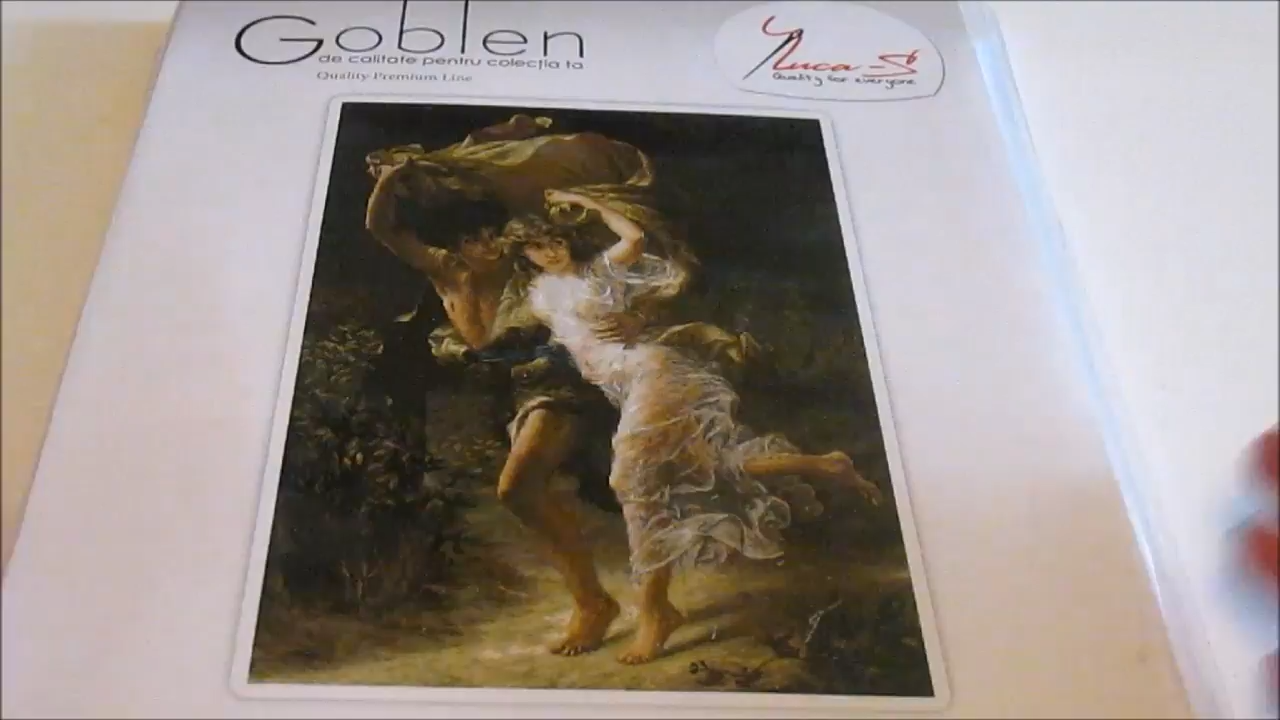 Goblen
de calitate pentru colecția ta
Quality Premium Line
Luca-S
Quality for everyone